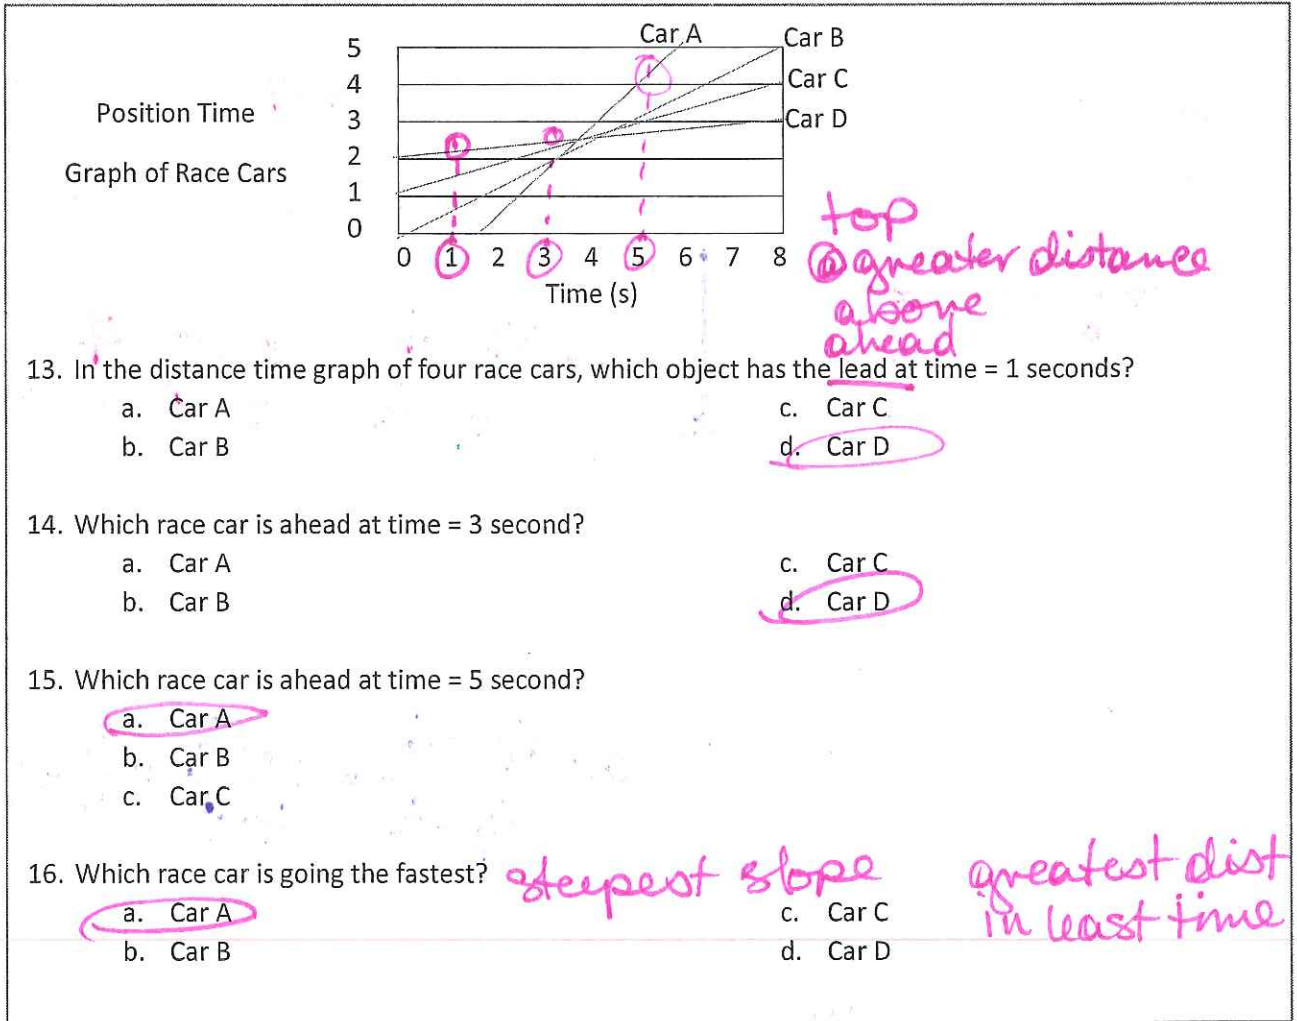 Car A
Car B
5
4
Car C
Position Time
3
Car D
2
Graph of Race Cars
1
0
0 1 2 3 4 5 6 7 8
Time (s)
top
@ greater distance
above
ahead
13. In the distance time graph of four race cars, which object has the lead at time = 1 seconds?
a. Car A
b. Car B
c. Car C
d. Car D
14. Which race car is ahead at time = 3 second?
a. Car A
b. Car B
c. Car C
d. Car D
15. Which race car is ahead at time = 5 second?
a. Car A
b. Car B
c. Car C
16. Which race car is going the fastest? steepest slope
greatest dist
in least time
a. Car A
b. Car B
c. Car C
d. Car D